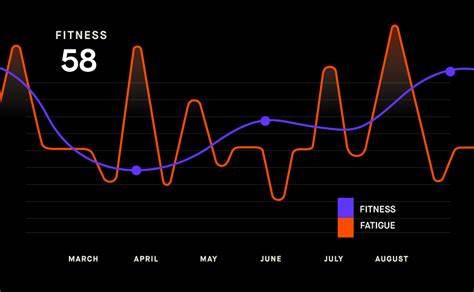 FITNESS
58
FITNESS
FATIGUE
MARCH APRIL MAY JUNE JULY AUGUST